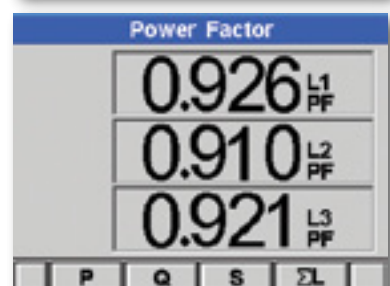 Power Factor
0.926 L1 PF
0.910 L2 PF
0.921 L3 PF
P Q S ΣL